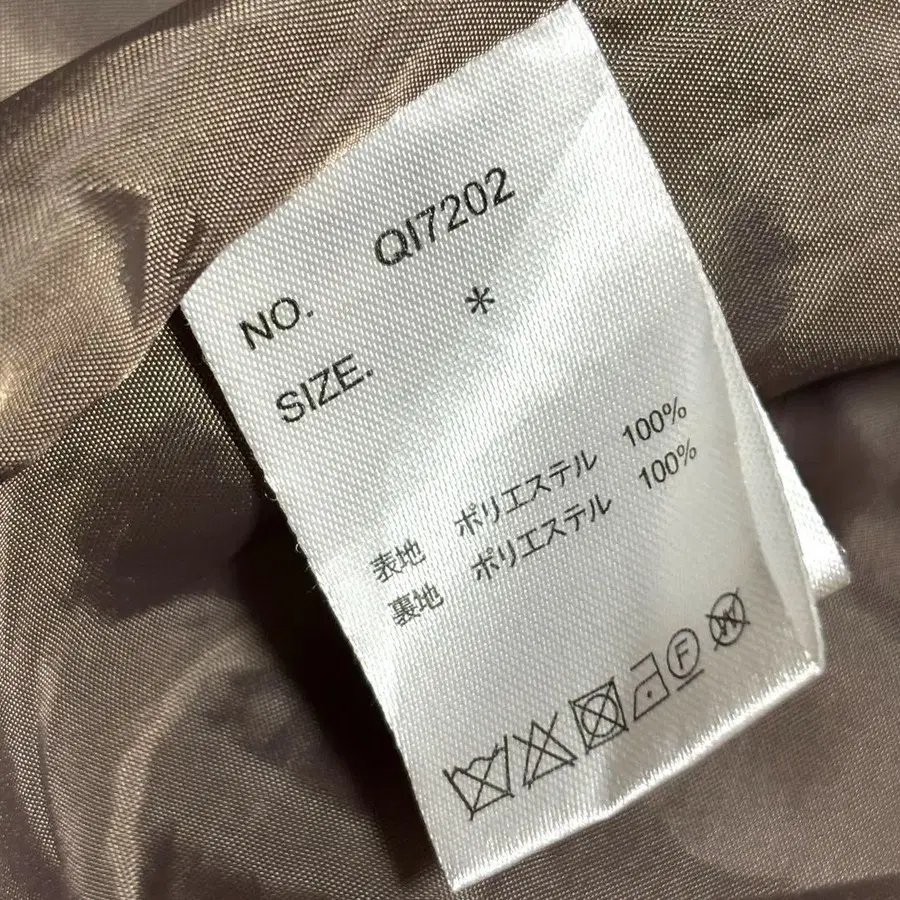 NO. QI7202
SIZE. *
表地 ポリエステル 100%
裏地 ポリエステル 100%
F W